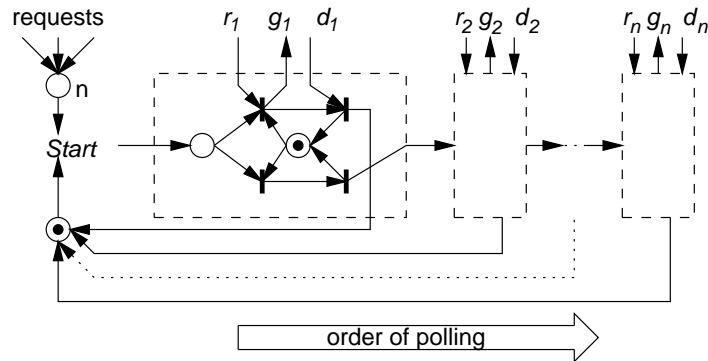 requests
r1 g1 d1
r2 g2 d2
rn gn dn
n
Start
order of polling